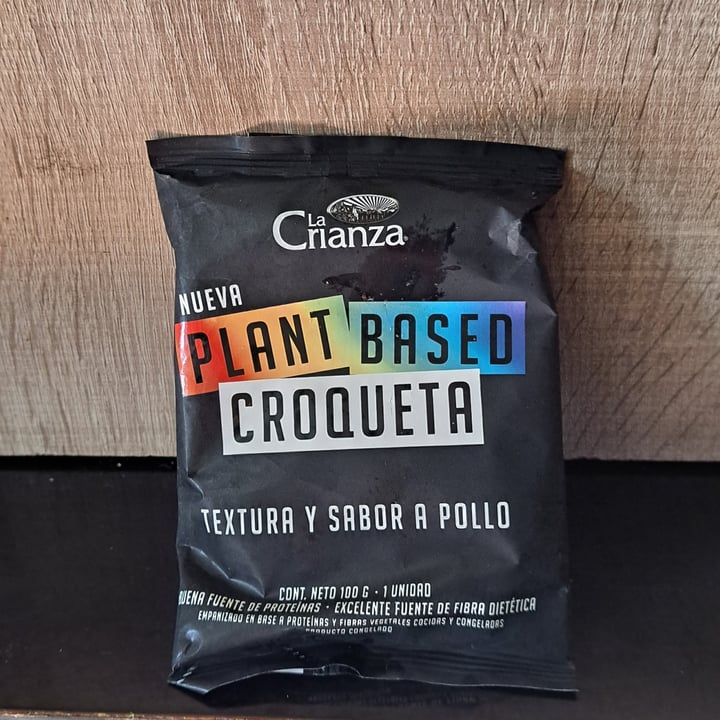 La
Crianza
NUEVA
PLANT BASED
CROQUETA
TEXTURA Y SABOR A POLLO
CONT. NETO 100 G · 1 UNIDAD
BUENA FUENTE DE PROTEÍNAS · EXCELENTE FUENTE DE FIBRA DIETÉTICA
EMPANIZADO EN BASE A PROTEÍNAS Y FIBRAS VEGETALES COCIDAS Y CONGELADAS
PRODUCTO CONGELADO